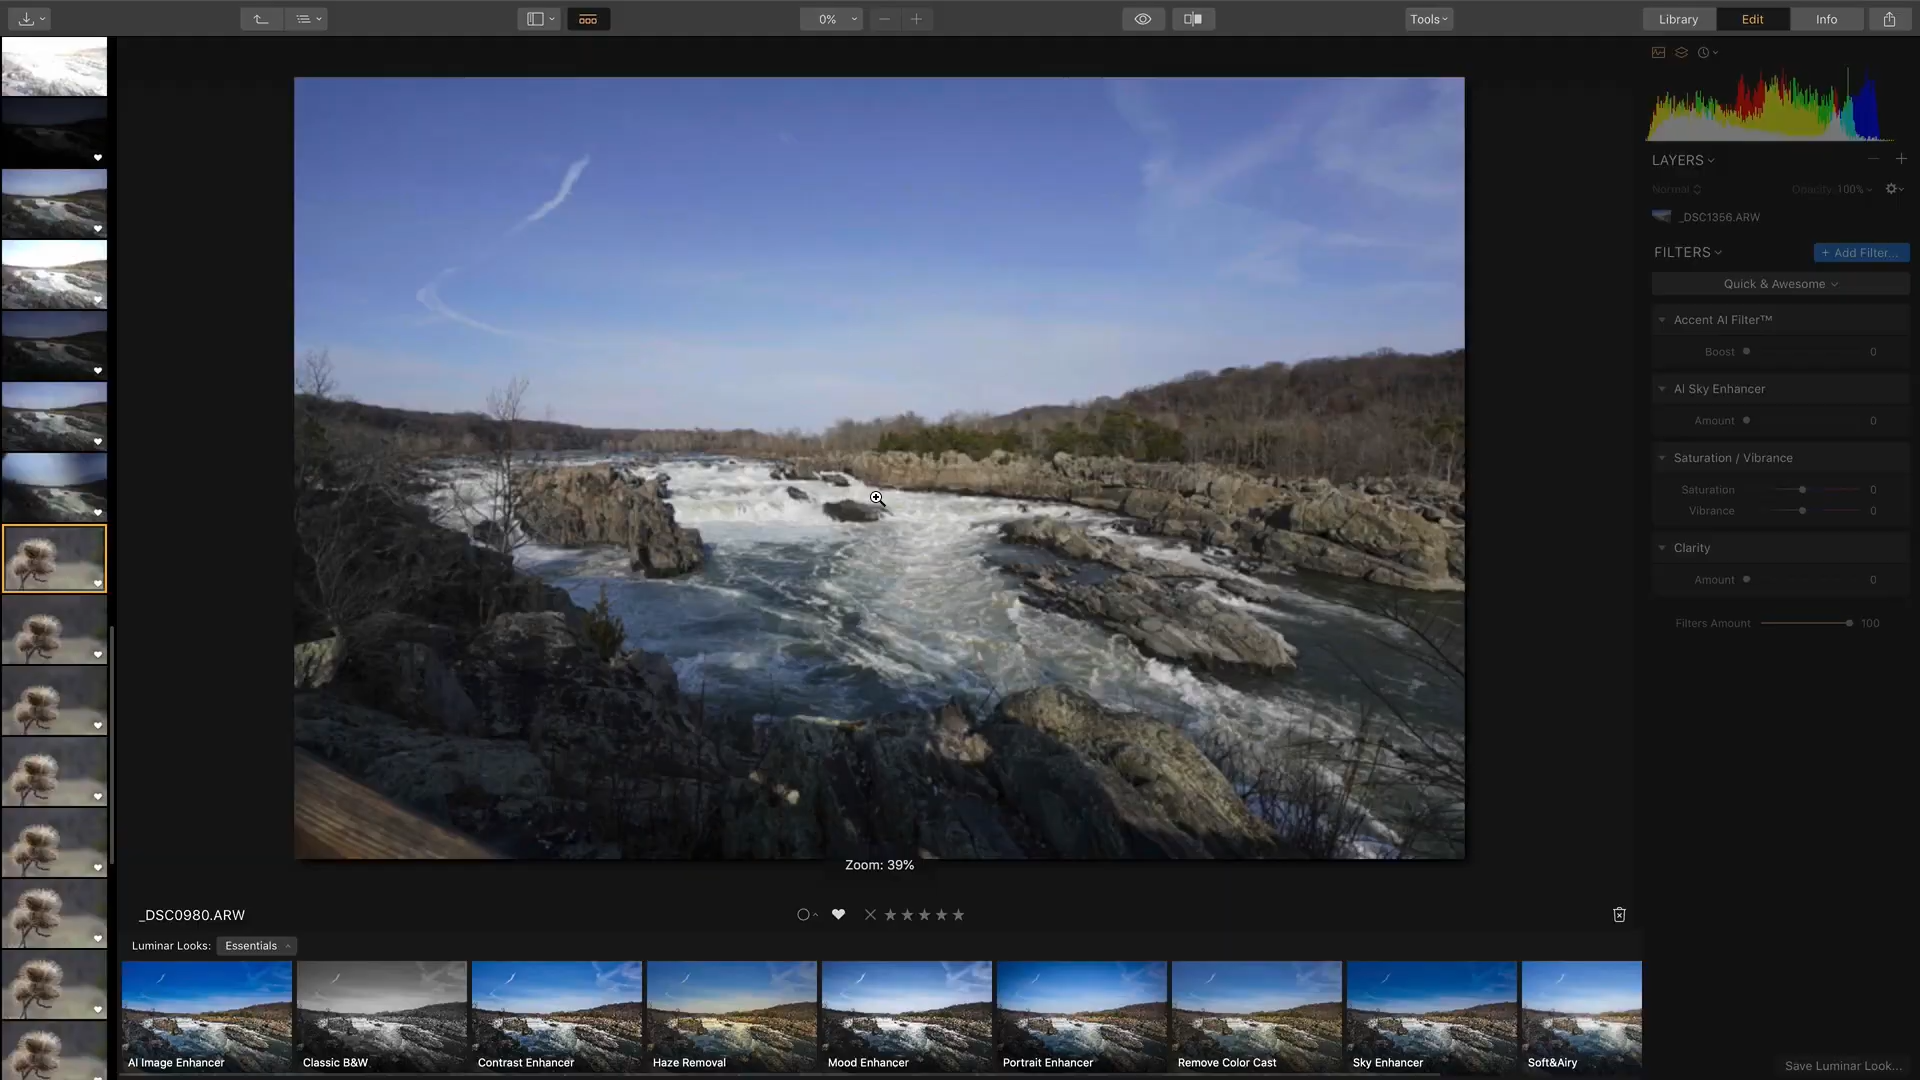 0%
Tools
Library
Edit
Info
LAYERS
Normal
Opacity: 100%
_DSC1356.ARW
FILTERS
+ Add Filter...
Quick & Awesome
Accent AI Filter™
Boost
0
AI Sky Enhancer
Amount
0
Saturation / Vibrance
Saturation
0
Vibrance
0
Clarity
Amount
0
Filters Amount
100
Zoom: 39%
_DSC0980.ARW
Luminar Looks:
Essentials
AI Image Enhancer
Classic B&W
Contrast Enhancer
Haze Removal
Mood Enhancer
Portrait Enhancer
Remove Color Cast
Sky Enhancer
Soft&Airy
Save Luminar Look...